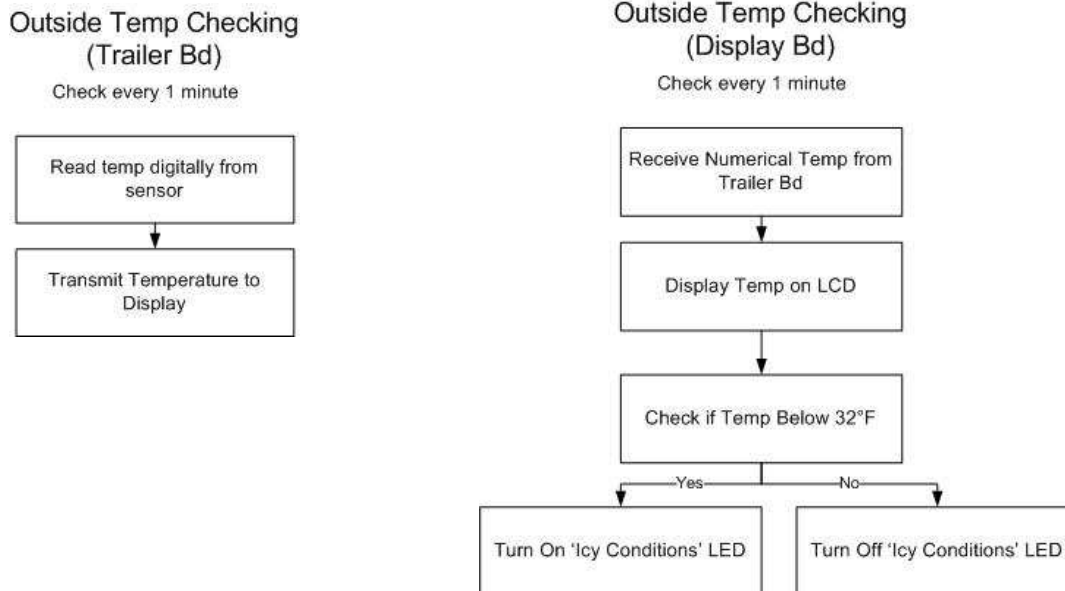 Outside Temp Checking
(Trailer Bd)
Check every 1 minute
Read temp digitally from
sensor
Transmit Temperature to
Display
Outside Temp Checking
(Display Bd)
Check every 1 minute
Receive Numerical Temp from
Trailer Bd
Display Temp on LCD
Check if Temp Below 32°F
Yes
No
Turn On ‘Icy Conditions’ LED
Turn Off ‘Icy Conditions’ LED